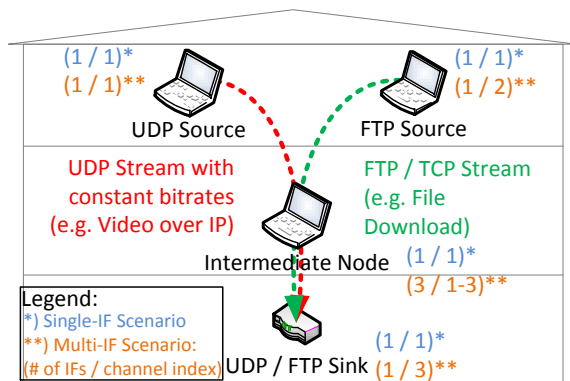 (1 / 1)*
(1 / 1)**
UDP Source
(1 / 1)*
(1 / 2)**
FTP Source
UDP Stream with
constant bitrates
(e.g. Video over IP)
FTP / TCP Stream
(e.g. File
Download)
Intermediate Node
(1 / 1)*
(3 / 1-3)**
Legend:
*) Single-IF Scenario
**) Multi-IF Scenario:
(# of IFs / channel index)
UDP / FTP Sink
(1 / 1)*
(1 / 3)**